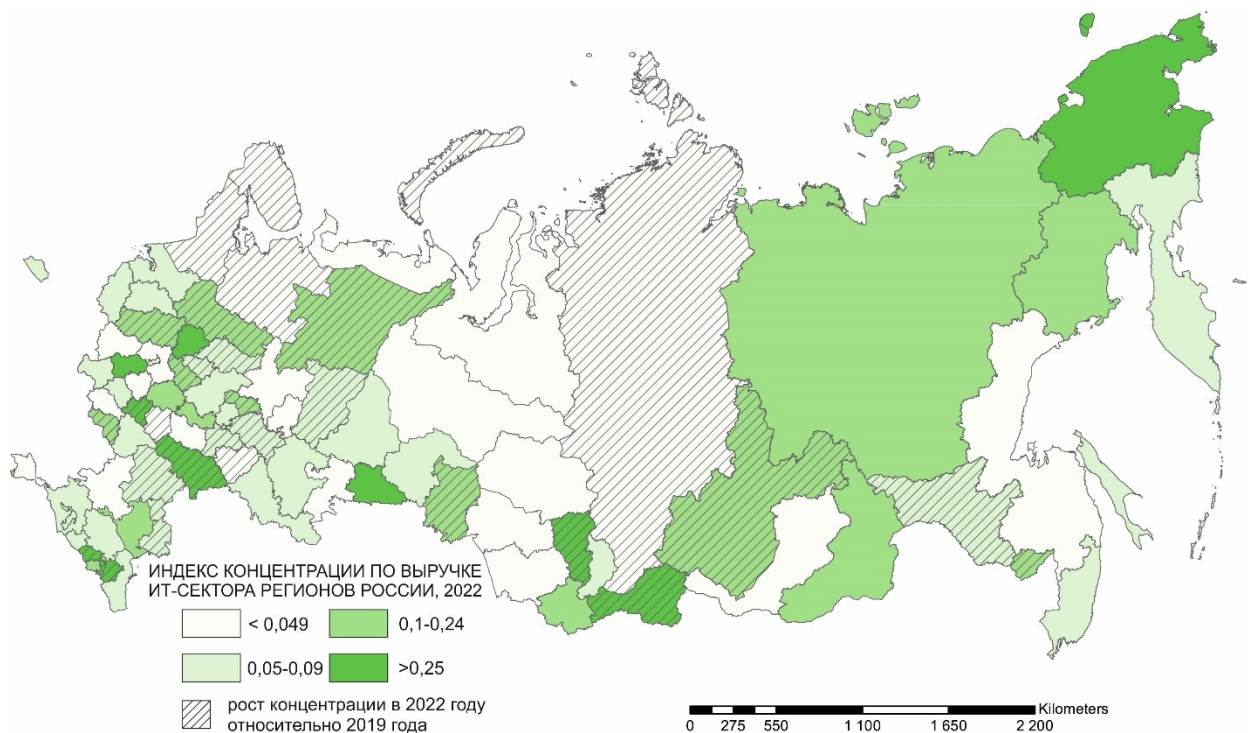 ИНДЕКС КОНЦЕНТРАЦИИ ПО ВЫРУЧКЕ
ИТ-СЕКТОРА РЕГИОНОВ РОССИИ, 2022
< 0,049
0,1-0,24
0,05-0,09
>0,25
рост концентрации в 2022 году
относительно 2019 года
Kilometers
0 275 550 1 100 1 650 2 200